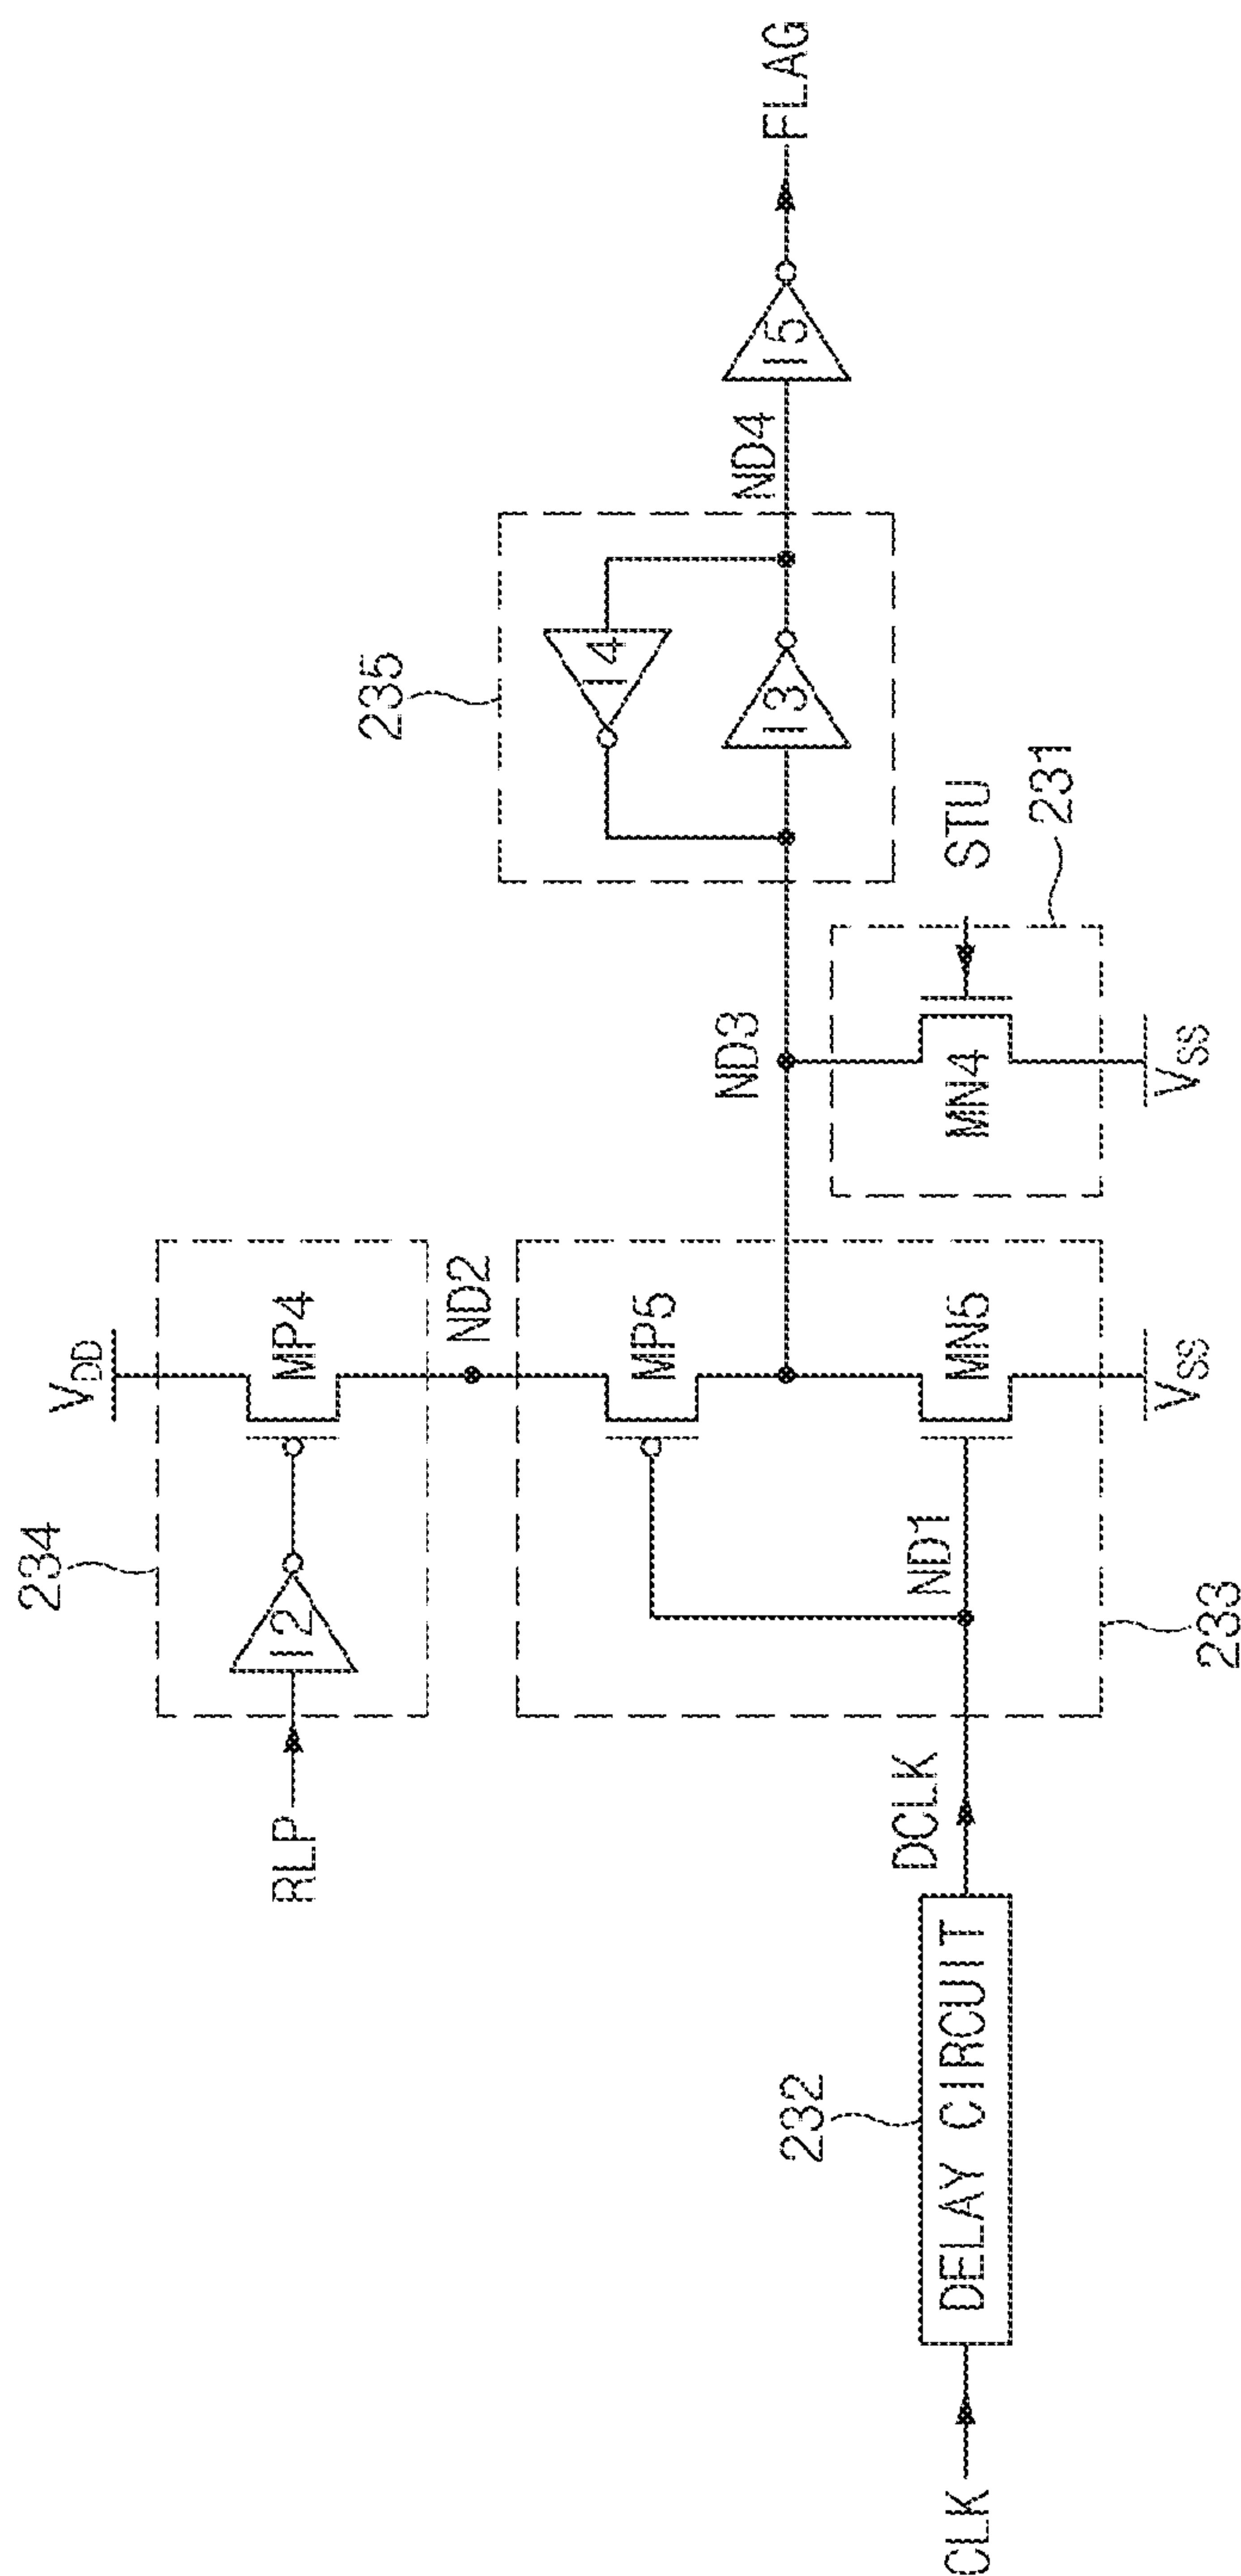 CLK
DELAY CIRCUIT
232
DCLK
RLP
I2
234
VDD
MP4
ND2
MP5
ND1
MN5
VSS
233
ND3
MN4
STU
231
VSS
235
I4
I3
ND4
I5
FLAG